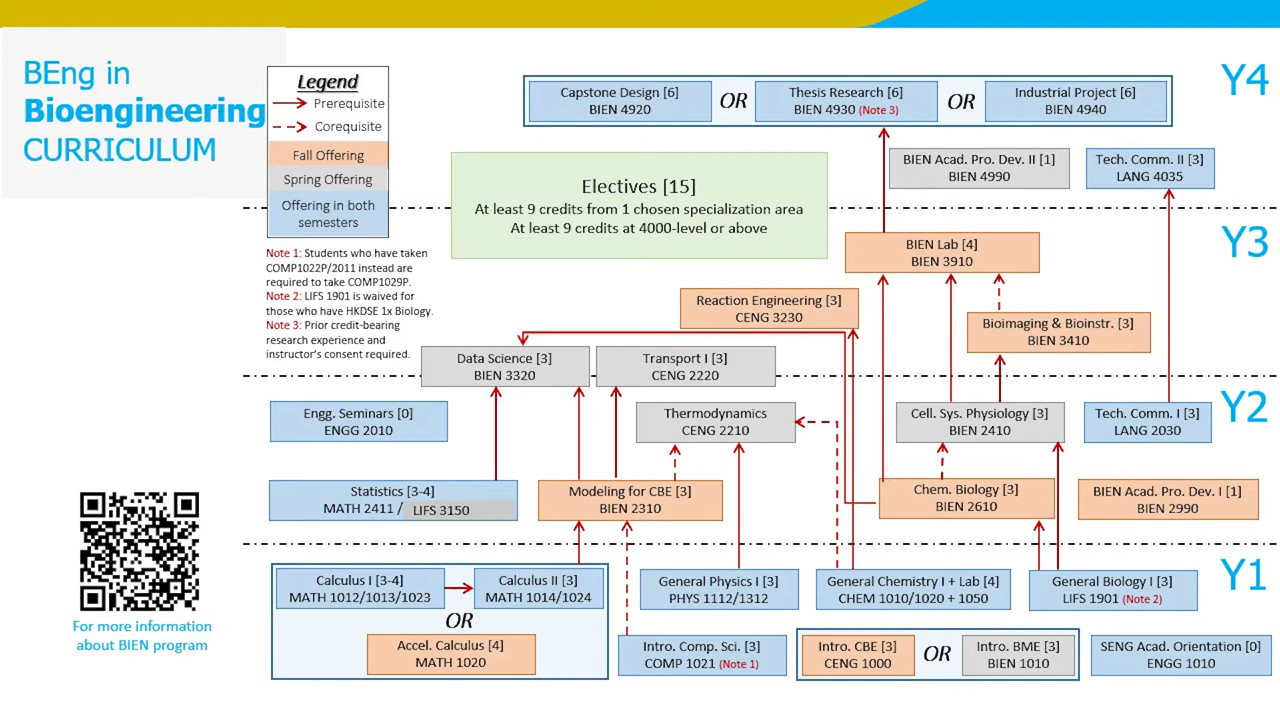 BEng in
Bioengineering
CURRICULUM
Legend
Prerequisite
Corequisite
Fall Offering
Spring Offering
Offering in both
semesters
Note 1: Students who have taken
COMP1022P/2011 instead are
required to take COMP1029P.
Note 2: LIFS 1901 is waived for
those who have HKDSE 1x Biology.
Note 3: Prior credit-bearing
research experience and
instructor's consent required.
Y4
Capstone Design [6]
BIEN 4920
OR
Thesis Research [6]
BIEN 4930 (Note 3)
OR
Industrial Project [6]
BIEN 4940
Electives [15]
At least 9 credits from 1 chosen specialization area
At least 9 credits at 4000-level or above
BIEN Acad. Pro. Dev. II [1]
BIEN 4990
Tech. Comm. II [3]
LANG 4035
Y3
BIEN Lab [4]
BIEN 3910
Reaction Engineering [3]
CENG 3230
Bioimaging & Bioinstr. [3]
BIEN 3410
Data Science [3]
BIEN 3320
Transport I [3]
CENG 2220
Y2
Engg. Seminars [0]
ENGG 2010
Thermodynamics
CENG 2210
Cell. Sys. Physiology [3]
BIEN 2410
Tech. Comm. I [3]
LANG 2030
Statistics [3-4]
MATH 2411 / LIFS 3150
Modeling for CBE [3]
BIEN 2310
Chem. Biology [3]
BIEN 2610
BIEN Acad. Pro. Dev. I [1]
BIEN 2990
Y1
Calculus I [3-4]
MATH 1012/1013/1023
Calculus II [3]
MATH 1014/1024
OR
Accel. Calculus [4]
MATH 1020
General Physics I [3]
PHYS 1112/1312
General Chemistry I + Lab [4]
CHEM 1010/1020 + 1050
General Biology I [3]
LIFS 1901 (Note 2)
Intro. Comp. Sci. [3]
COMP 1021 (Note 1)
Intro. CBE [3]
CENG 1000
OR
Intro. BME [3]
BIEN 1010
SENG Acad. Orientation [0]
ENGG 1010
For more information
about BIEN program